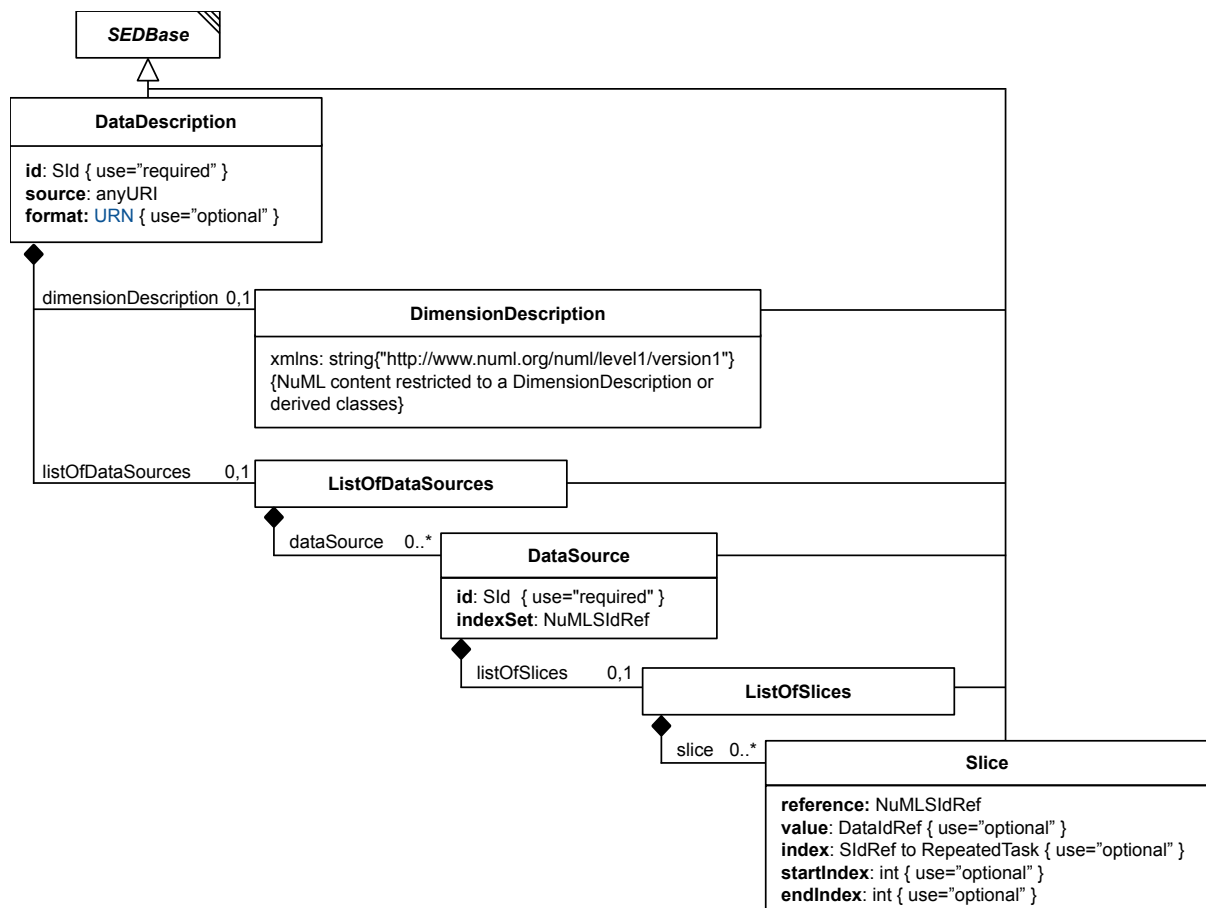 SEDBase
DataDescription
id: SId { use=”required” }
source: anyURI
format: URN { use=”optional” }
dimensionDescription 0,1
DimensionDescription
xmlns: string{"http://www.numl.org/numl/level1/version1"}
{NuML content restricted to a DimensionDescription or
derived classes}
listOfDataSources 0,1
ListOfDataSources
dataSource 0..*
DataSource
id: SId { use="required" }
indexSet: NuMLSIdRef
listOfSlices 0,1
ListOfSlices
slice 0..*
Slice
reference: NuMLSIdRef
value: DataIdRef { use=”optional” }
index: SIdRef to RepeatedTask { use=”optional” }
startIndex: int { use=”optional” }
endIndex: int { use=”optional” }